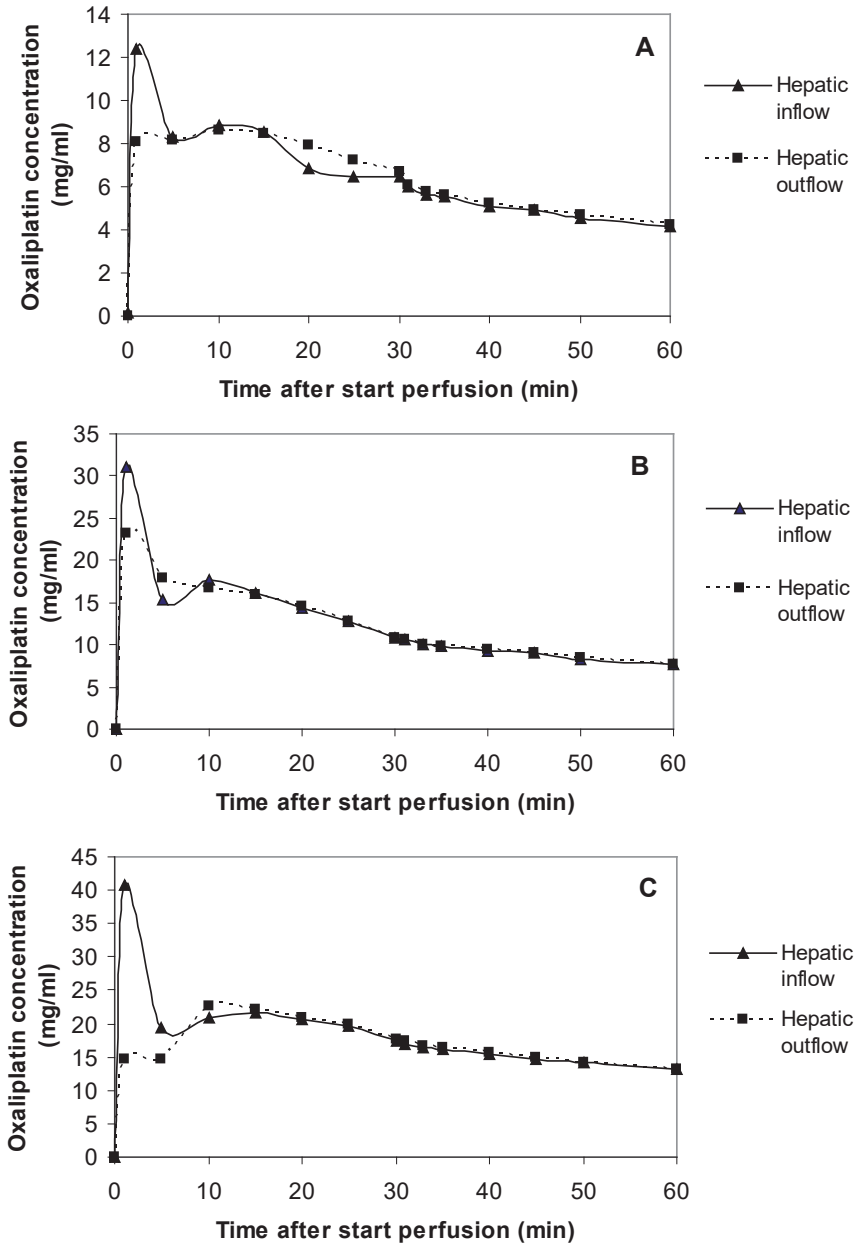 A
Oxaliplatin concentration
(mg/ml)
14
12
10
8
6
4
2
0
0 10 20 30 40 50 60
Time after start perfusion (min)
Hepatic
inflow
Hepatic
outflow
B
Oxaliplatin concentration
(mg/ml)
35
30
25
20
15
10
5
0
0 10 20 30 40 50 60
Time after start perfusion (min)
Hepatic
inflow
Hepatic
outflow
C
Oxaliplatin concentration
(mg/ml)
45
40
35
30
25
20
15
10
5
0
0 10 20 30 40 50 60
Time after start perfusion (min)
Hepatic
inflow
Hepatic
outflow